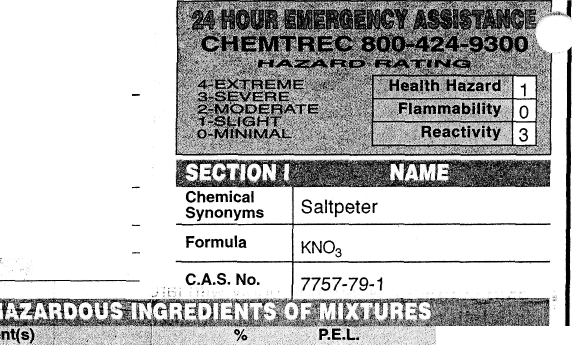 24 HOUR EMERGENCY ASSISTANCE
CHEMTREC 800-424-9300
HAZARD RATING
4-EXTREME
3-SEVERE
2-MODERATE
1-SLIGHT
0-MINIMAL
Health Hazard 1
Flammability 0
Reactivity 3
SECTION I NAME
Chemical Synonyms Saltpeter
Formula KNO₃
C.A.S. No. 7757-79-1
HAZARDOUS INGREDIENTS OF MIXTURES
nt(s) % P.E.L.